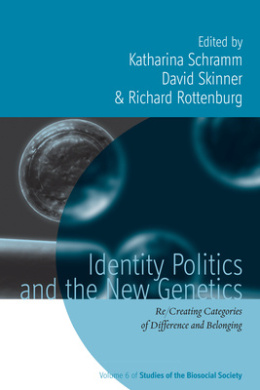 Edited by
Katharina Schramm
David Skinner
& Richard Rottenburg
Identity Politics
and the New Genetics
Re/Creating Categories
of Difference and Belonging
Volume 6 of Studies of the Biosocial Society